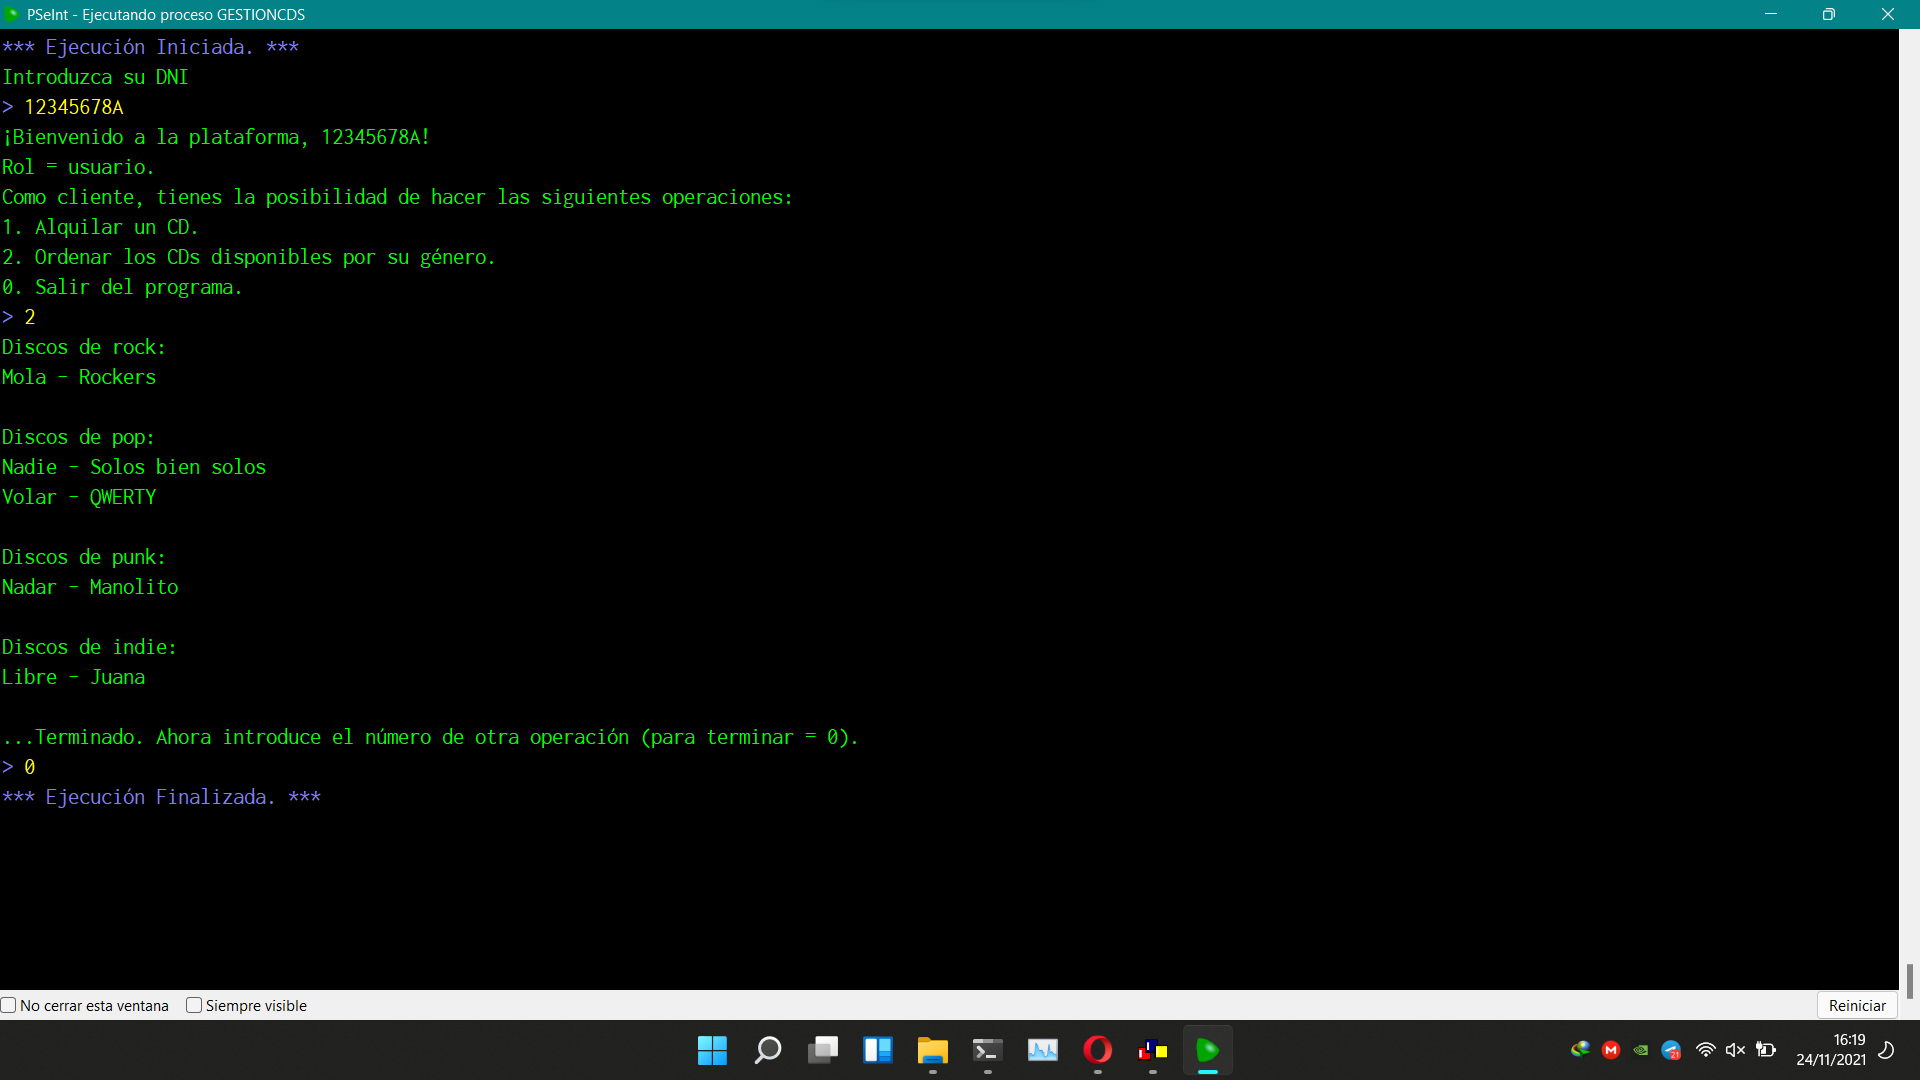 PSeInt - Ejecutando proceso GESTIONCDS
*** Ejecución Iniciada. ***
Introduzca su DNI
> 12345678A
¡Bienvenido a la plataforma, 12345678A!
Rol = usuario.
Como cliente, tienes la posibilidad de hacer las siguientes operaciones:
1. Alquilar un CD.
2. Ordenar los CDs disponibles por su género.
0. Salir del programa.
> 2
Discos de rock:
Mola - Rockers
Discos de pop:
Nadie - Solos bien solos
Volar - QWERTY
Discos de punk:
Nadar - Manolito
Discos de indie:
Libre - Juana
...Terminado. Ahora introduce el número de otra operación (para terminar = 0).
> 0
*** Ejecución Finalizada. ***
No cerrar esta ventana
Siempre visible
Reiniciar
M
21
16:19
24/11/2021